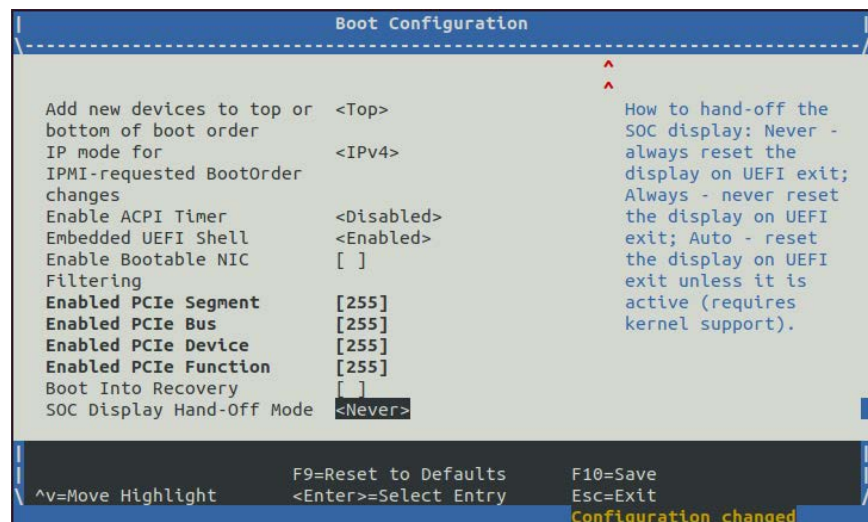 Boot Configuration
^
^
Add new devices to top or <Top>
bottom of boot order
IP mode for <IPv4>
IPMI-requested BootOrder
changes
Enable ACPI Timer <Disabled>
Embedded UEFI Shell <Enabled>
Enable Bootable NIC [ ]
Filtering
Enabled PCIe Segment [255]
Enabled PCIe Bus [255]
Enabled PCIe Device [255]
Enabled PCIe Function [255]
Boot Into Recovery [ ]
SOC Display Hand-Off Mode <Never>
How to hand-off the
SOC display: Never -
always reset the
display on UEFI exit;
Always - never reset
the display on UEFI
exit; Auto - reset
the display on UEFI
exit unless it is
active (requires
kernel support).
F9=Reset to Defaults F10=Save
^v=Move Highlight <Enter>=Select Entry Esc=Exit
Configuration changed